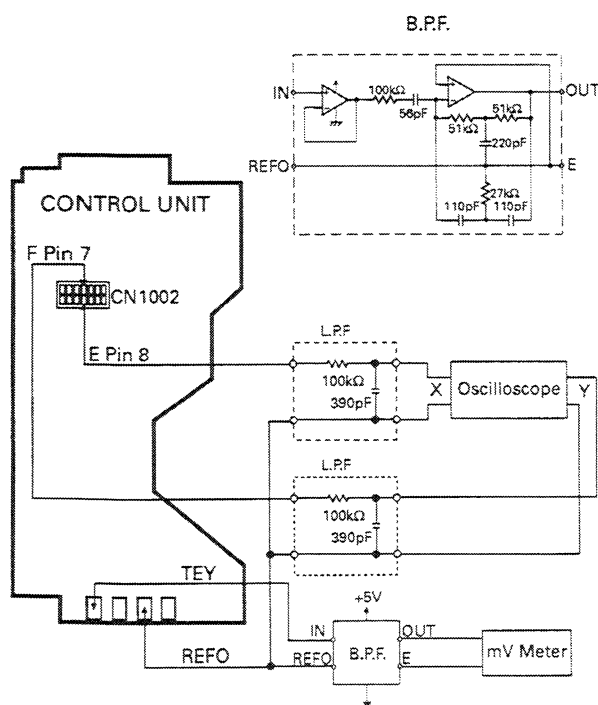 B.P.F.
IN
100kΩ
56pF
OUT
51kΩ
51kΩ
220pF
REFO
E
27kΩ
110pF
110pF
CONTROL UNIT
F Pin 7
CN1002
E Pin 8
L.P.F
100kΩ
390pF
X
Oscilloscope
Y
L.P.F
100kΩ
390pF
TEY
+5V
IN
OUT
REFO
REFO
B.P.F.
E
mV Meter